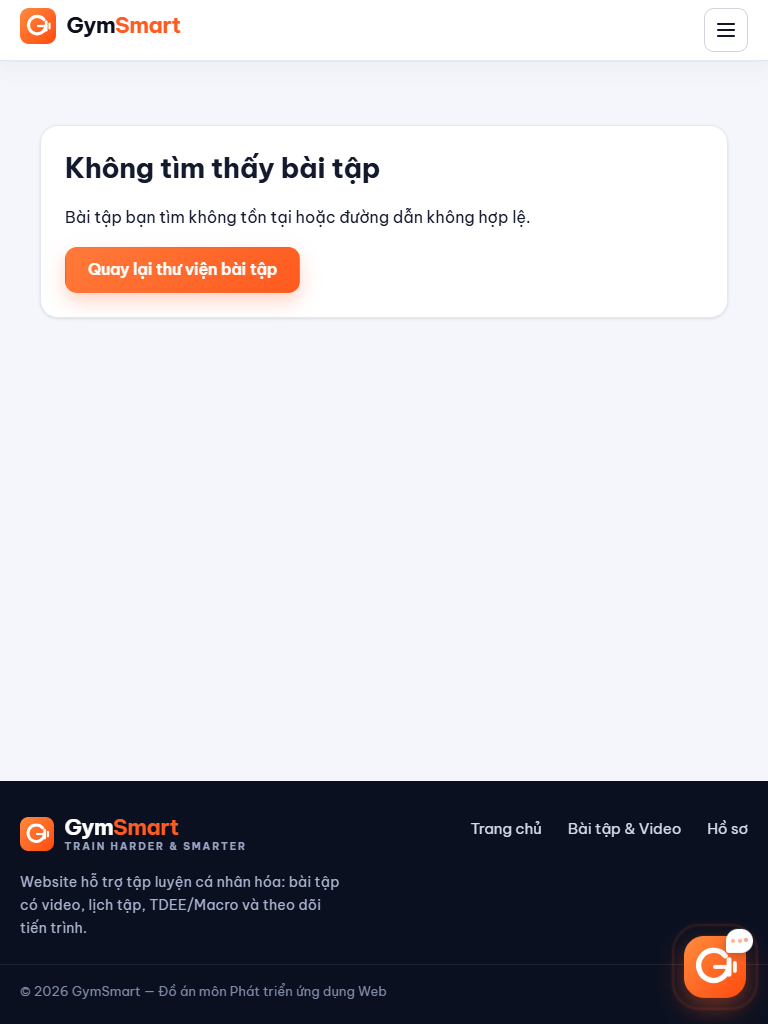 GymSmart
Không tìm thấy bài tập
Bài tập bạn tìm không tồn tại hoặc đường dẫn không hợp lệ.
Quay lại thư viện bài tập
GymSmart
TRAIN HARDER & SMARTER
Trang chủ Bài tập & Video Hồ sơ
Website hỗ trợ tập luyện cá nhân hóa: bài tập
có video, lịch tập, TDEE/Macro và theo dõi
tiến trình.
© 2026 GymSmart — Đồ án môn Phát triển ứng dụng Web